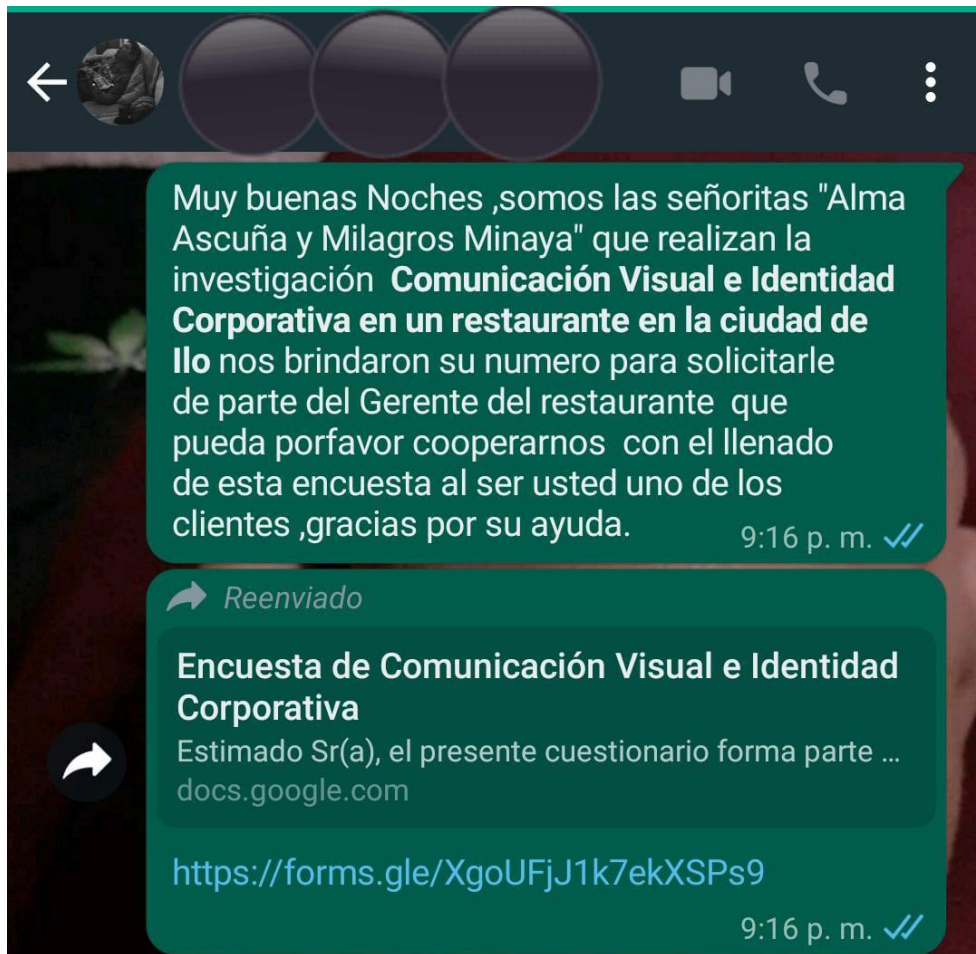 Muy buenas Noches ,somos las señoritas "Alma
Ascuña y Milagros Minaya" que realizan la
investigación Comunicación Visual e Identidad
Corporativa en un restaurante en la ciudad de
Ilo nos brindaron su numero para solicitarle
de parte del Gerente del restaurante que
pueda porfavor cooperarnos con el llenado
de esta encuesta al ser usted uno de los
clientes ,gracias por su ayuda.
9:16 p. m.
Reenviado
Encuesta de Comunicación Visual e Identidad
Corporativa
Estimado Sr(a), el presente cuestionario forma parte ...
docs.google.com
https://forms.gle/XgoUFjJ1k7ekXSPs9
9:16 p. m.